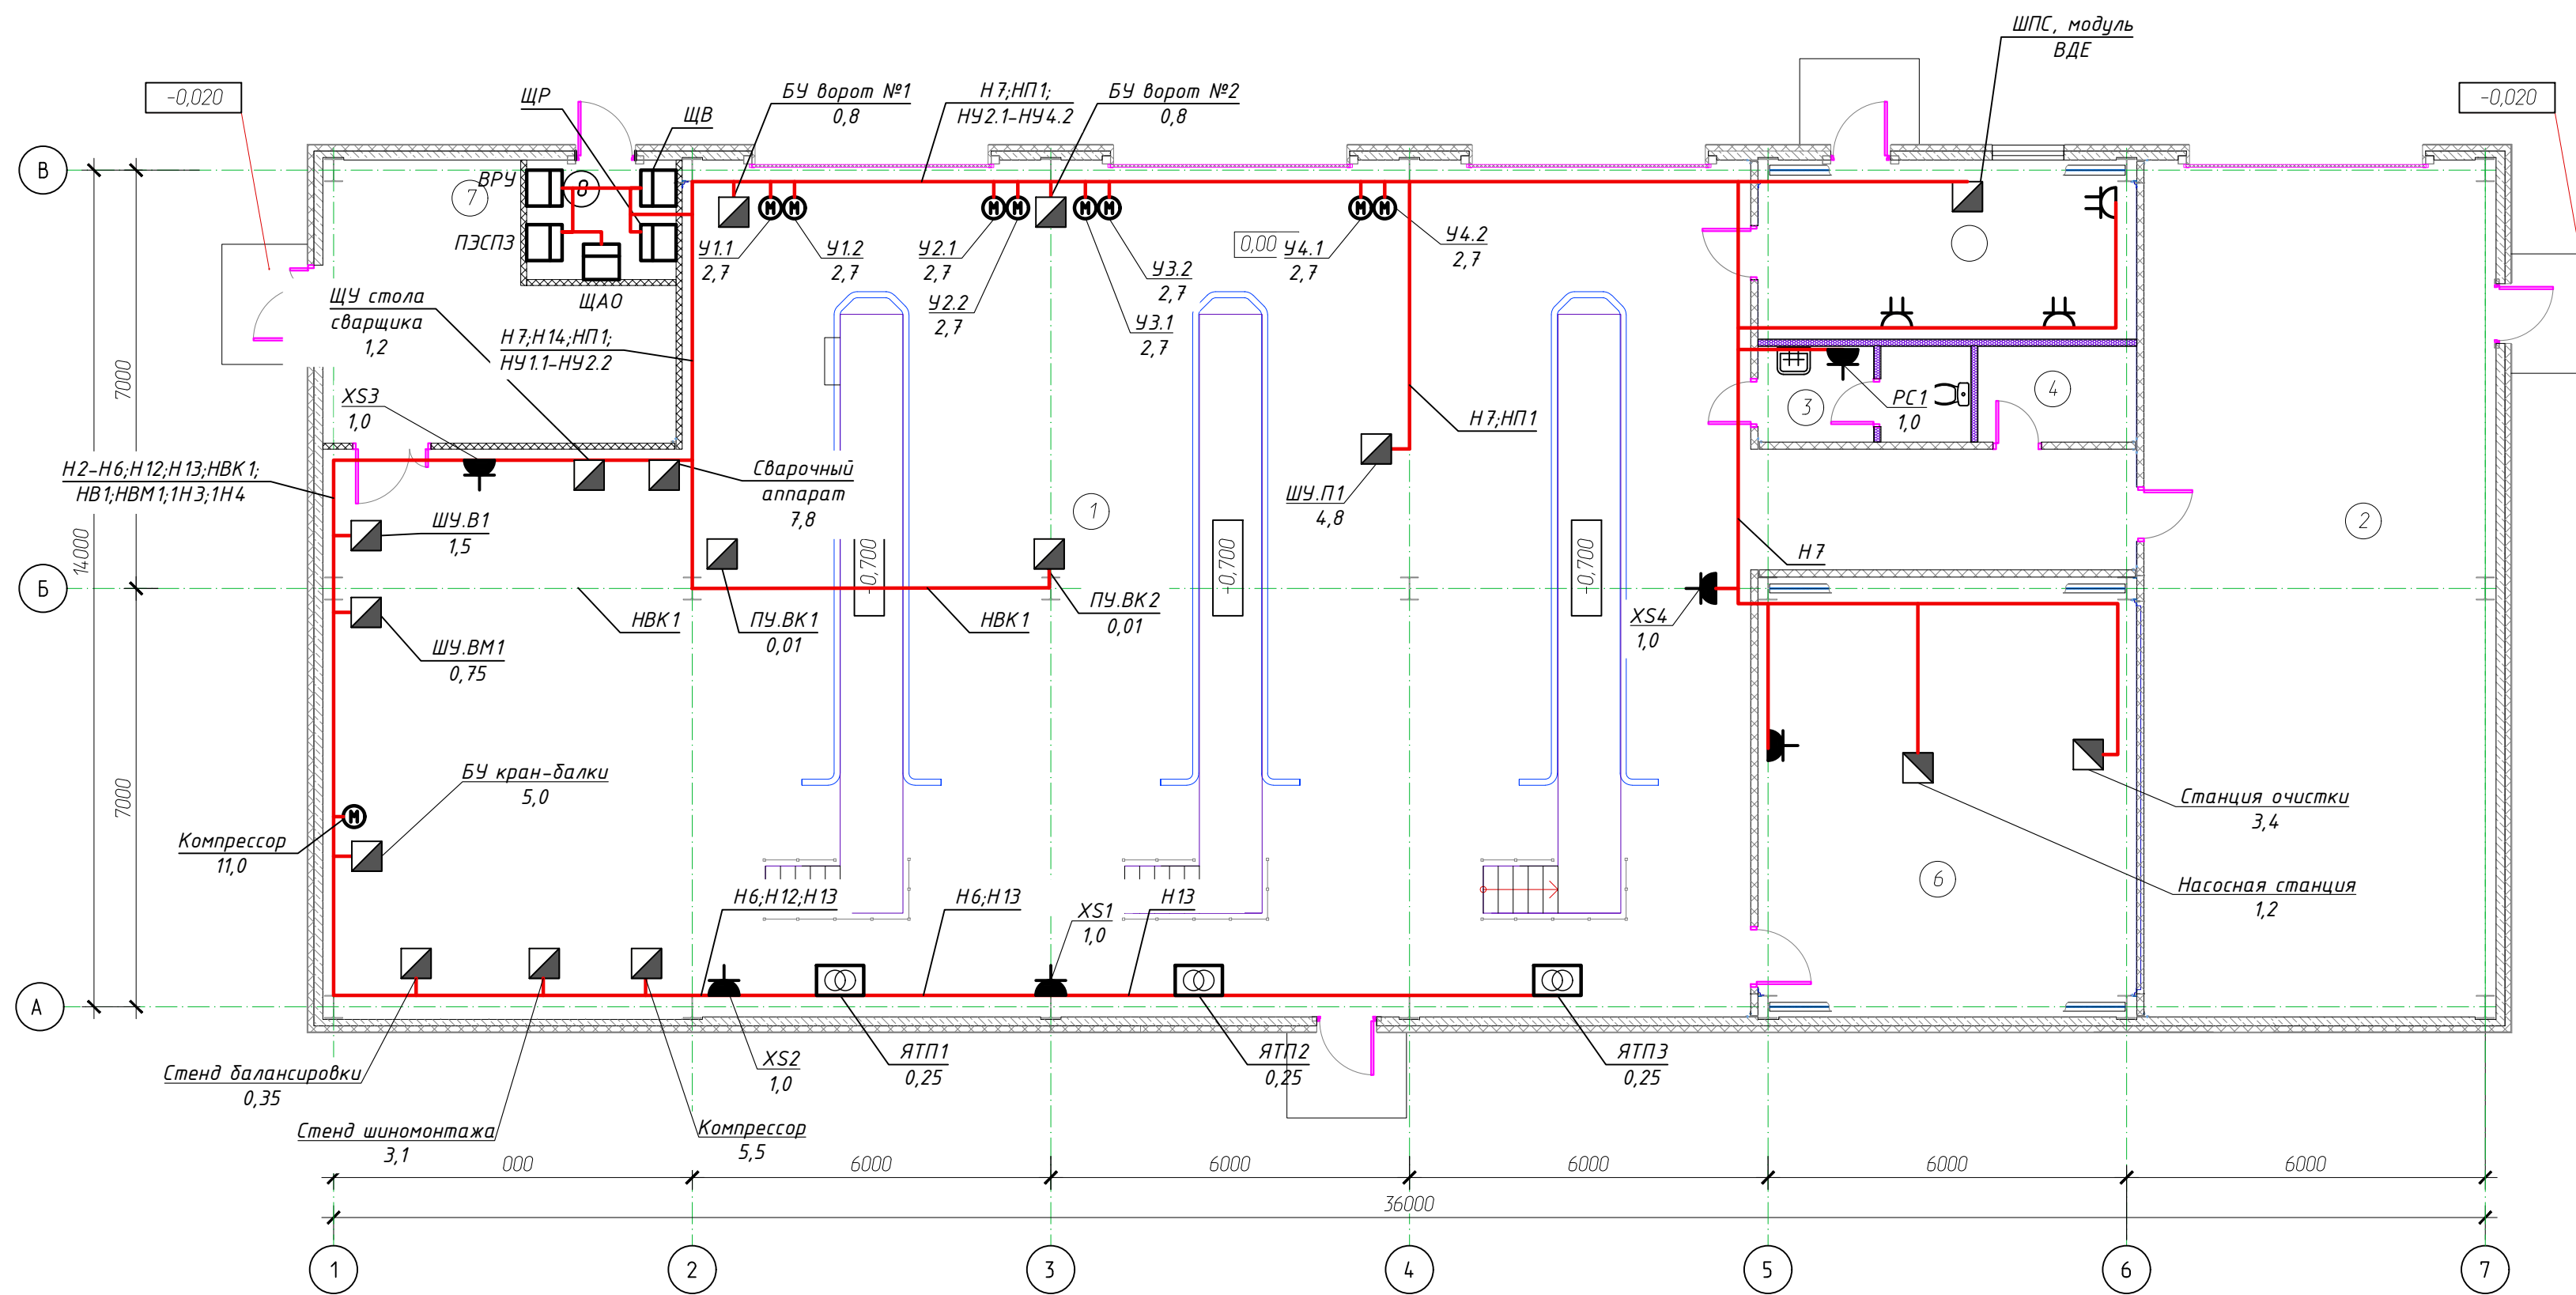 ШПС, модуль
ВДЕ
-0,020
ЩР
ЩВ
БУ ворот №1
0,8
Н7;НП1;
НУ2.1-НУ4.2
БУ ворот №2
0,8
-0,020
В
ВРУ
7
8
ПЭСПЗ
ЩАО
У1.1
2,7
У1.2
2,7
У2.1
2,7
У2.2
2,7
У3.2
2,7
У3.1
2,7
0,00
У4.1
2,7
У4.2
2,7
ЩУ стола
сварщика
1,2
Н7;Н14;НП1;
НУ1.1-НУ2.2
7000
XS3
1,0
3
РС1
1,0
4
Н7;НП1
Н2-Н6;Н12;Н13;НВК1;
НВ1;НВМ1;1Н3;1Н4
Сварочный
аппарат
7,8
ШУ.П1
4,8
1
2
ШУ.В1
1,5
14000
-0,700
-0,700
-0,700
Н7
Б
НВК1
ПУ.ВК1
0,01
НВК1
ПУ.ВК2
0,01
XS4
1,0
ШУ.ВМ1
0,75
7000
БУ кран-балки
5,0
Компрессор
11,0
Станция очистки
3,4
6
Насосная станция
1,2
Н6;Н12;Н13
Н6;Н13
XS1
1,0
Н13
А
Стенд балансировки
0,35
XS2
1,0
ЯТП1
0,25
ЯТП2
0,25
ЯТП3
0,25
Стенд шиномонтажа
3,1
Компрессор
5,5
000
6000
6000
6000
6000
6000
36000
1
2
3
4
5
6
7